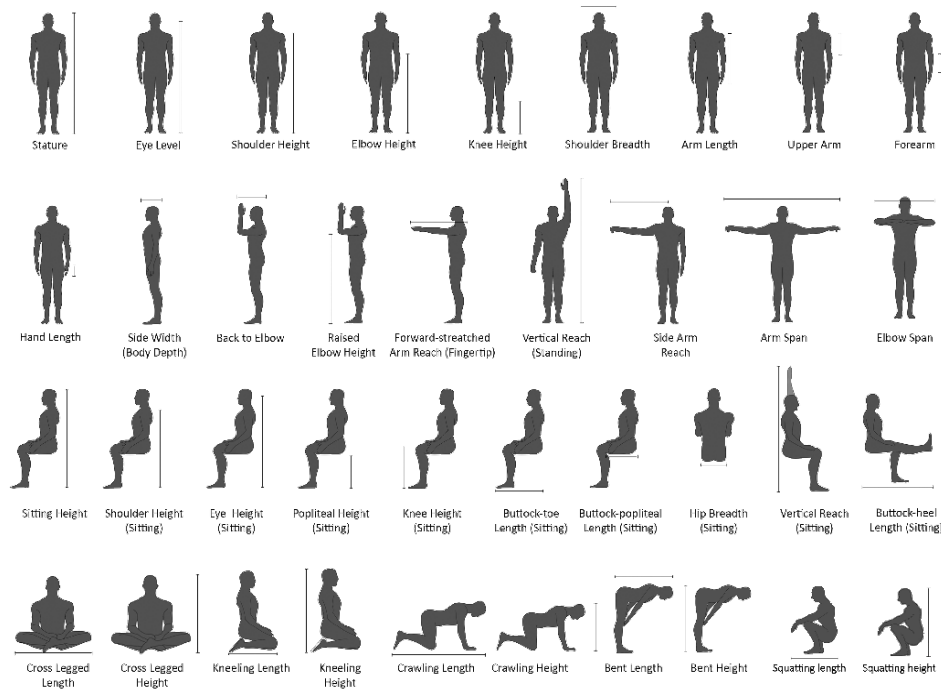 Stature
Eye Level
Shoulder Height
Elbow Height
Knee Height
Shoulder Breadth
Arm Length
Upper Arm
Forearm
Hand Length
Side Width
(Body Depth)
Back to Elbow
Raised
Elbow Height
Forward-streatched
Arm Reach (Fingertip)
Vertical Reach
(Standing)
Side Arm
Reach
Arm Span
Elbow Span
Sitting Height
Shoulder Height
(Sitting)
Eye Height
(Sitting)
Popliteal Height
(Sitting)
Knee Height
(Sitting)
Buttock-toe
Length (Sitting)
Buttock-popliteal
Length (Sitting)
Hip Breadth
(Sitting)
Vertical Reach
(Sitting)
Buttock-heel
Length (Sitting)
Cross Legged
Length
Cross Legged
Height
Kneeling Length
Kneeling
Height
Crawling Length
Crawling Height
Bent Length
Bent Height
Squatting length
Squatting height